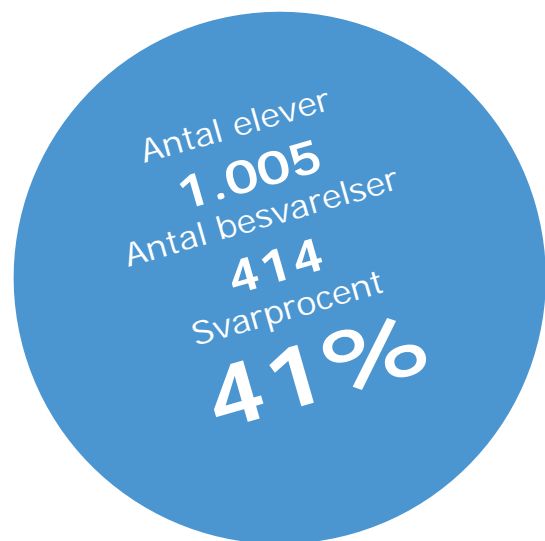 Antal elever
1.005
Antal besvarelser
414
Svarprocent
41%